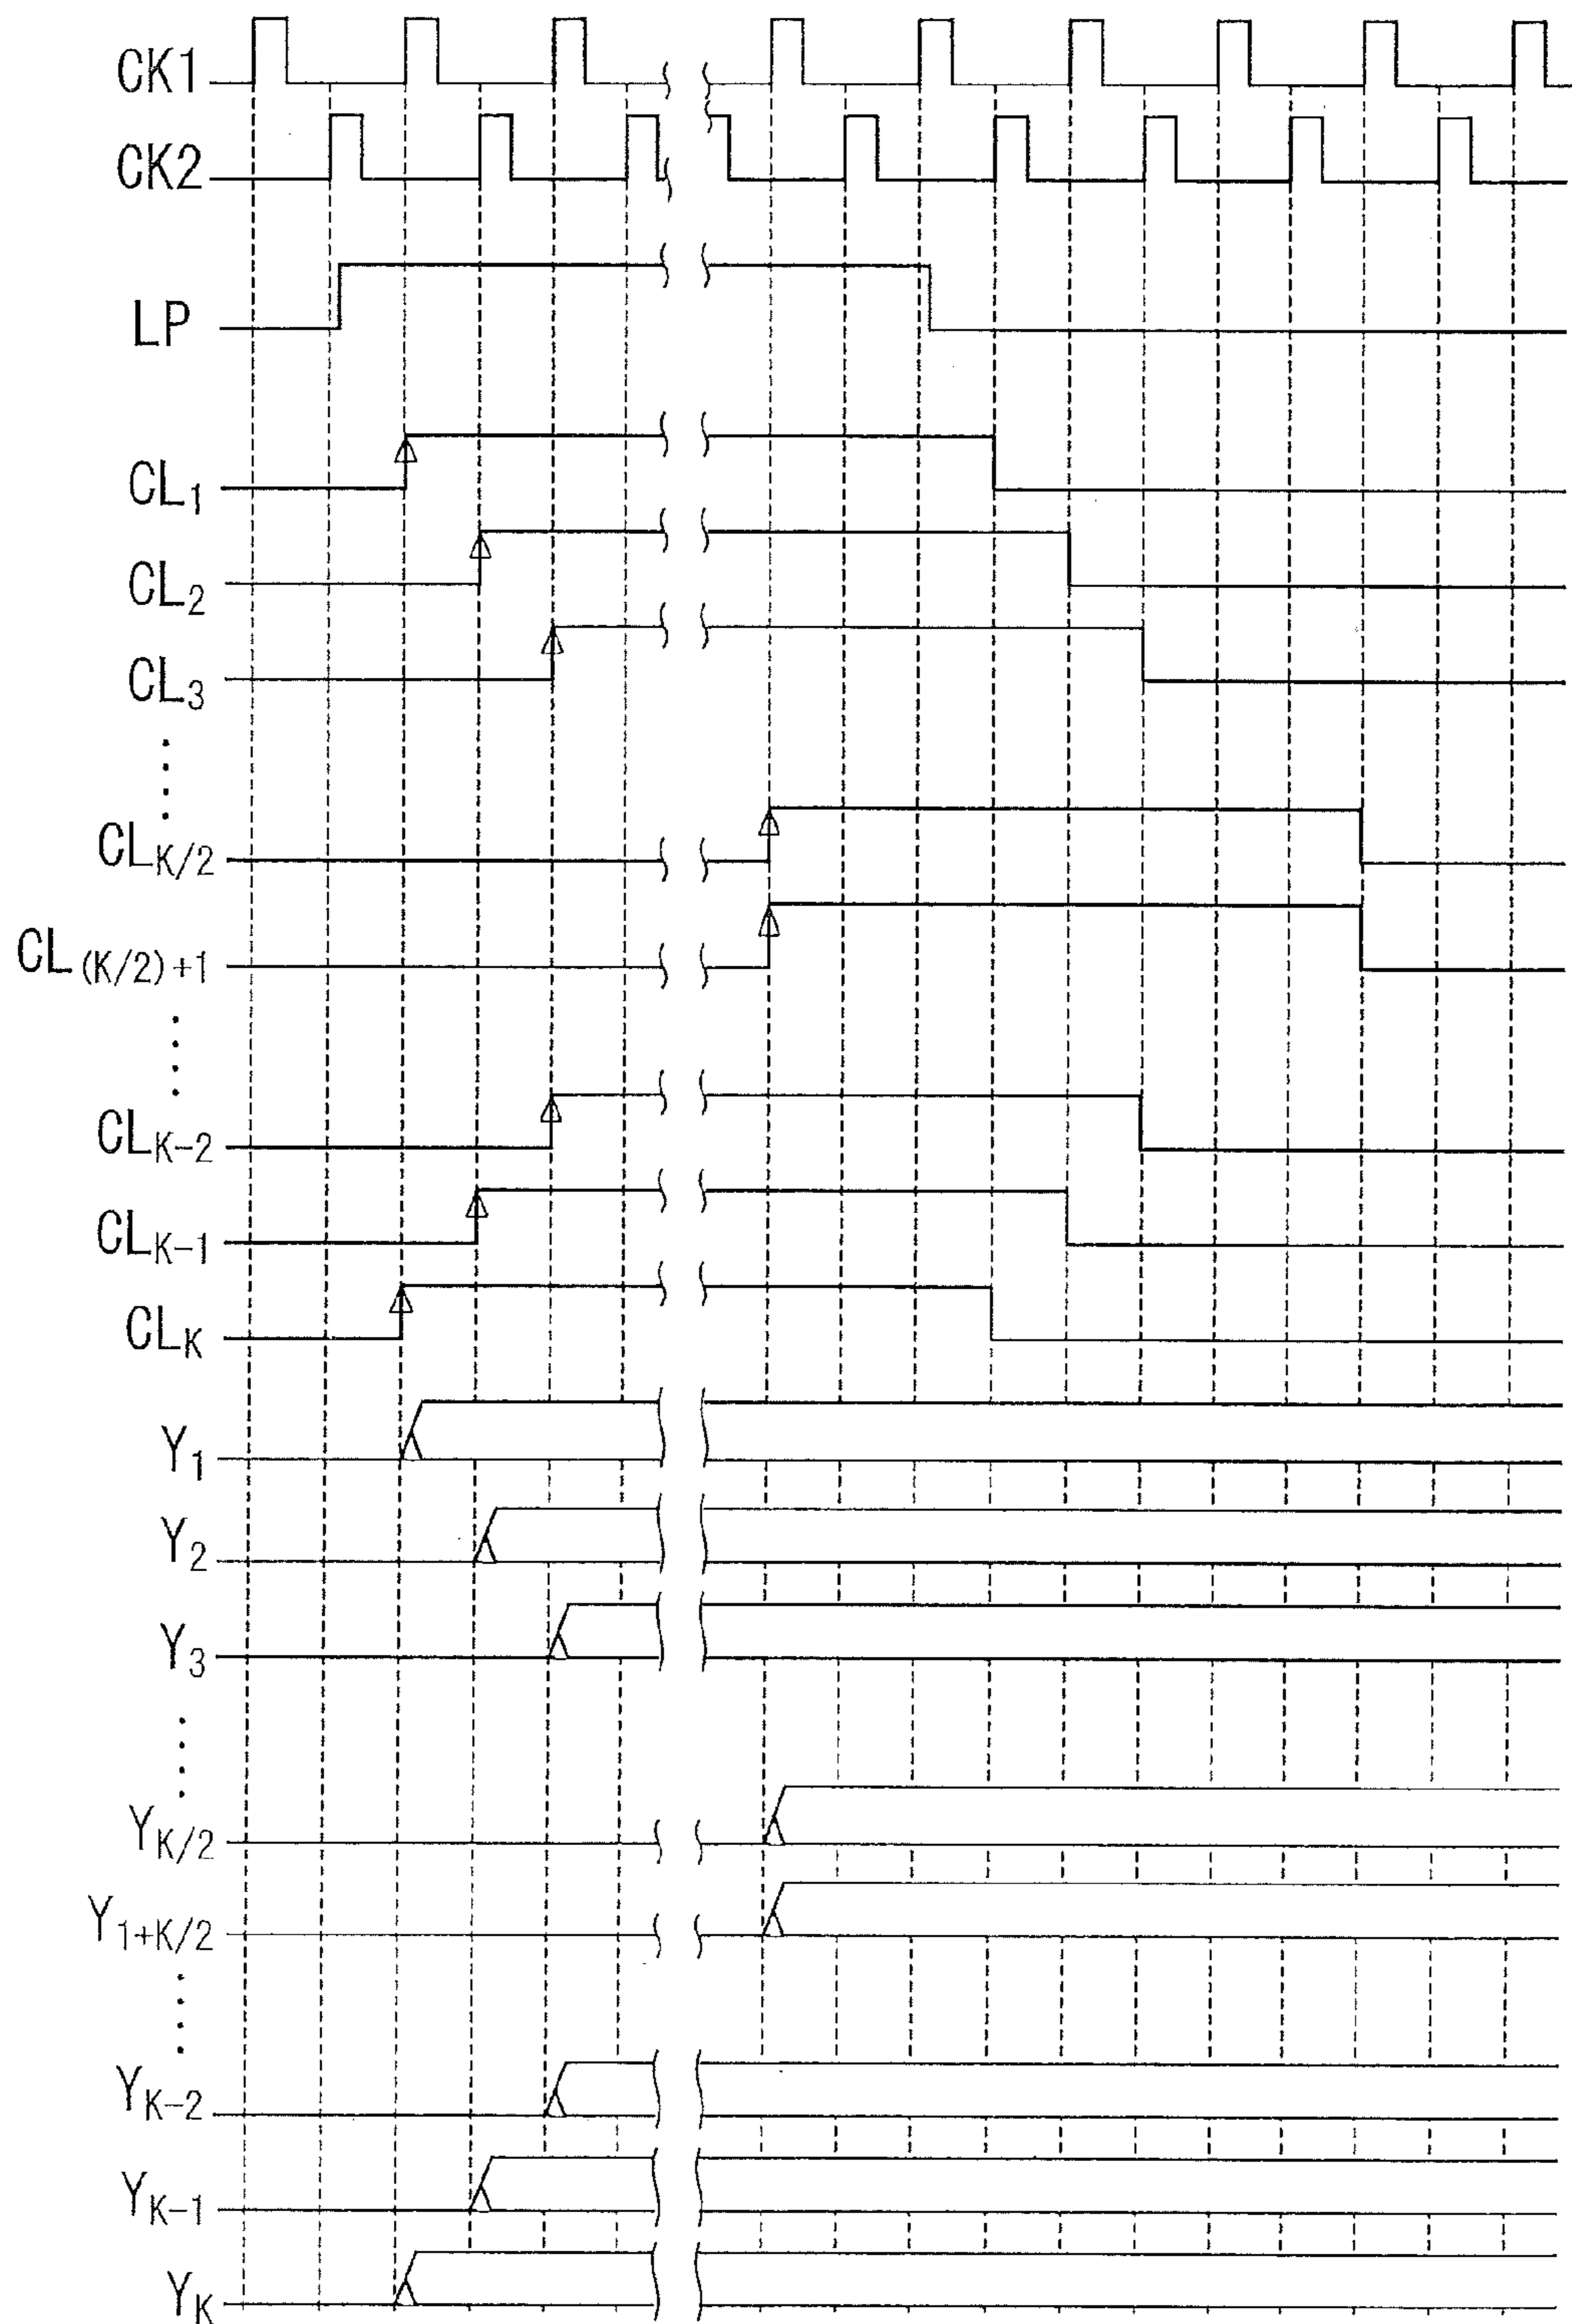 CK1
CK2
LP
CL1
CL2
CL3
CLK/2
CL(K/2)+1
CLK-2
CLK-1
CLK
Y1
Y2
Y3
YK/2
Y1+K/2
YK-2
YK-1
YK